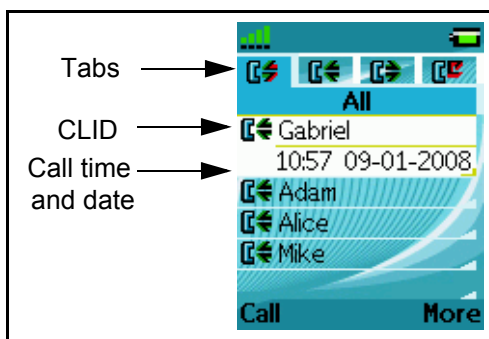 Tabs
All
CLID
Gabriel
Call time
and date
10:57 09-01-2008
Adam
Alice
Mike
Call More